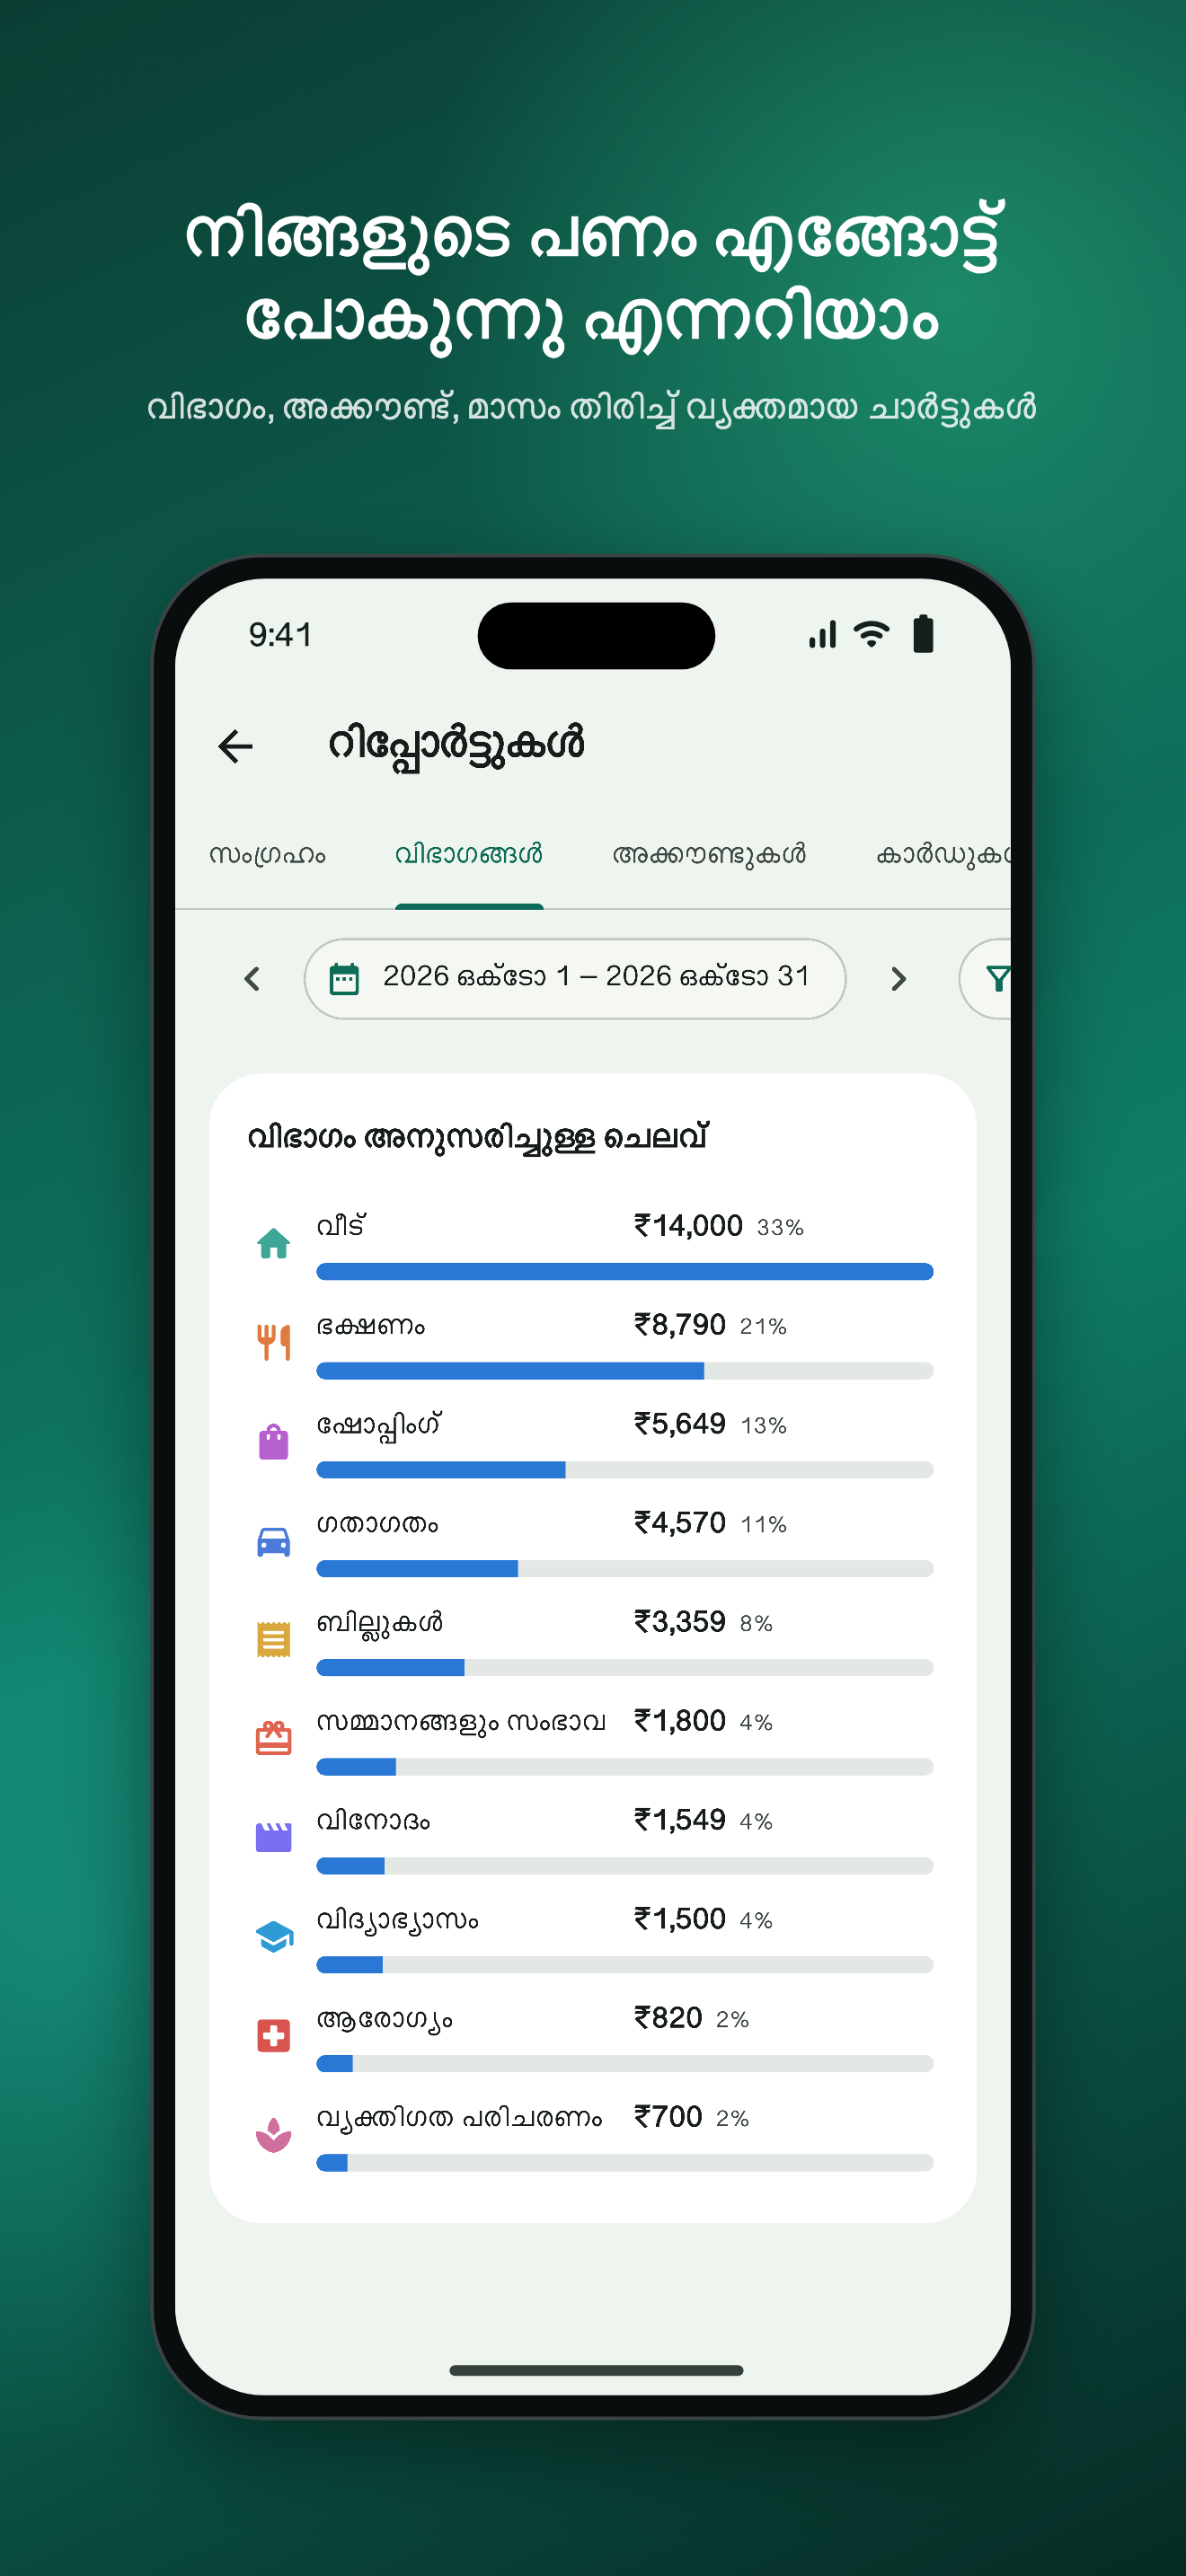 നിങ്ങളുടെ പണം എങ്ങോട്ട്
പോകുന്നു എന്നറിയാം
വിഭാഗം, അക്കൗണ്ട്, മാസം തിരിച്ച് വ്യക്തമായ ചാർട്ടുകൾ
9:41
റിപ്പോർട്ടുകൾ
സംഗ്രഹം വിഭാഗങ്ങൾ അക്കൗണ്ടുകൾ
2026 ഒക്ടോ 1 – 2026 ഒക്ടോ 31
വിഭാഗം അനുസരിച്ചുള്ള ചെലവ്
വീട് ₹14,000 33%
ഭക്ഷണം ₹8,790 21%
ഷോപ്പിംഗ് ₹5,649 13%
ഗതാഗതം ₹4,570 11%
ബില്ലുകൾ ₹3,359 8%
സമ്മാനങ്ങളും സംഭാവ ₹1,800 4%
വിനോദം ₹1,549 4%
വിദ്യാഭ്യാസം ₹1,500 4%
ആരോഗ്യം ₹820 2%
വ്യക്തിഗത പരിചരണം ₹700 2%